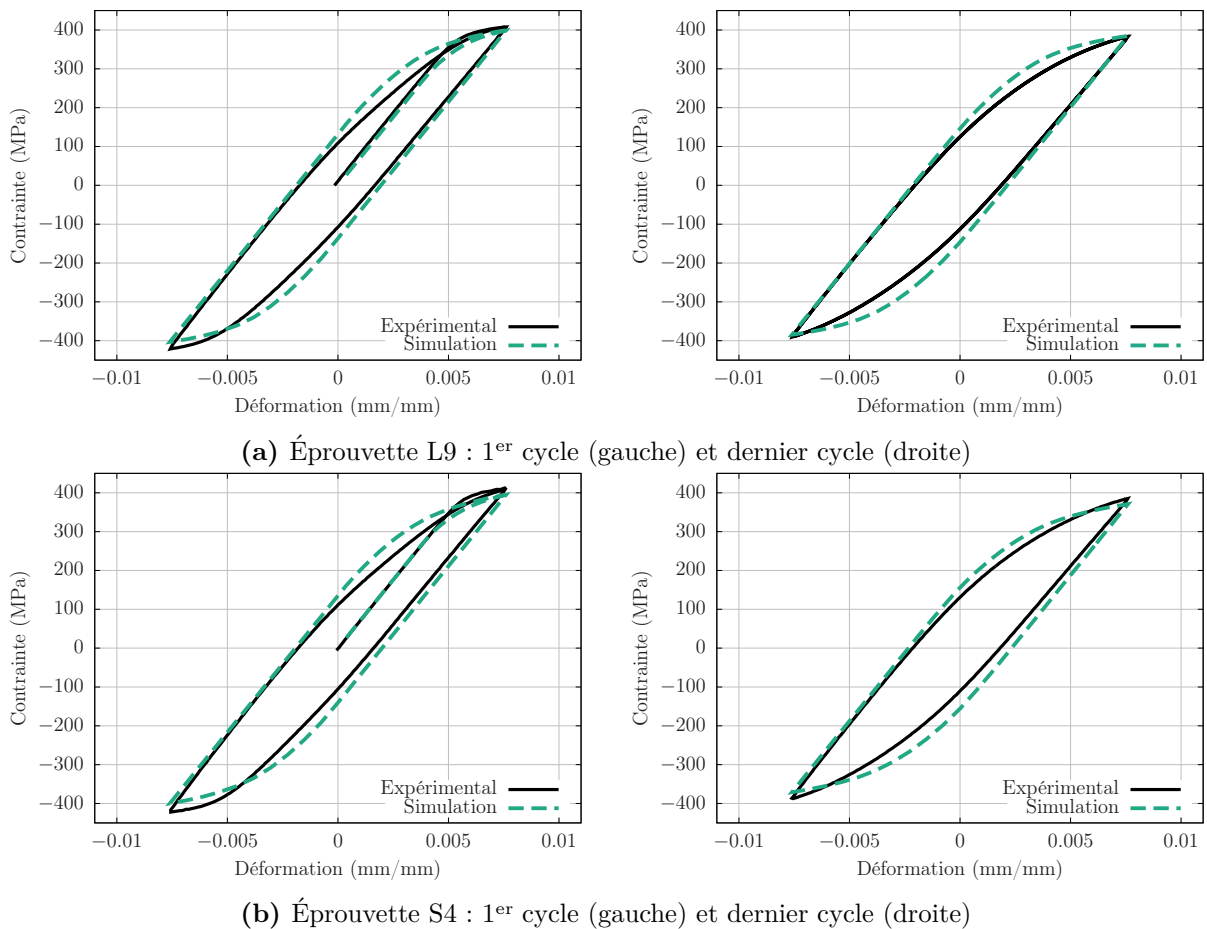 400
300
200
100
0
−100
−200
−300
−400
Contrainte (MPa)
−0.01 −0.005 0 0.005 0.01
Déformation (mm/mm)
Expérimental
Simulation
400
300
200
100
0
−100
−200
−300
−400
Contrainte (MPa)
−0.01 −0.005 0 0.005 0.01
Déformation (mm/mm)
Expérimental
Simulation
(a) Éprouvette L9 : 1er cycle (gauche) et dernier cycle (droite)
400
300
200
100
0
−100
−200
−300
−400
Contrainte (MPa)
−0.01 −0.005 0 0.005 0.01
Déformation (mm/mm)
Expérimental
Simulation
400
300
200
100
0
−100
−200
−300
−400
Contrainte (MPa)
−0.01 −0.005 0 0.005 0.01
Déformation (mm/mm)
Expérimental
Simulation
(b) Éprouvette S4 : 1er cycle (gauche) et dernier cycle (droite)